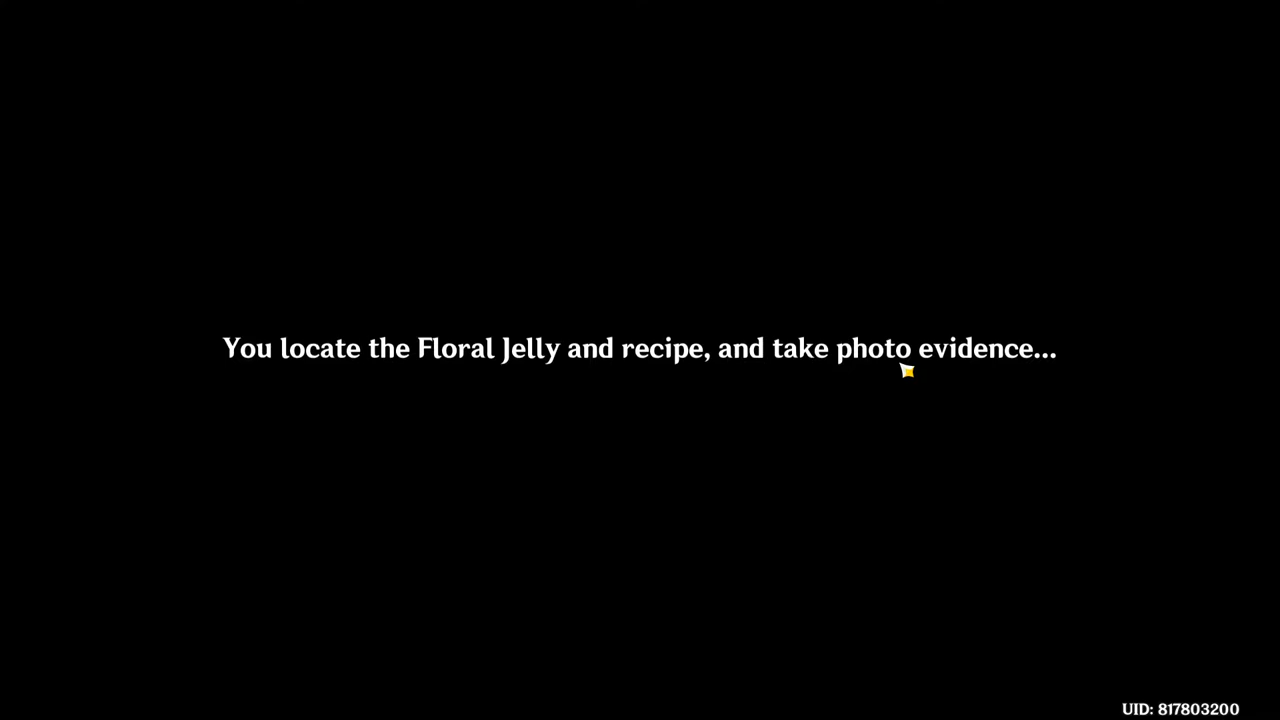 You locate the Floral Jelly and recipe, and take photo evidence...
UID: 817803200